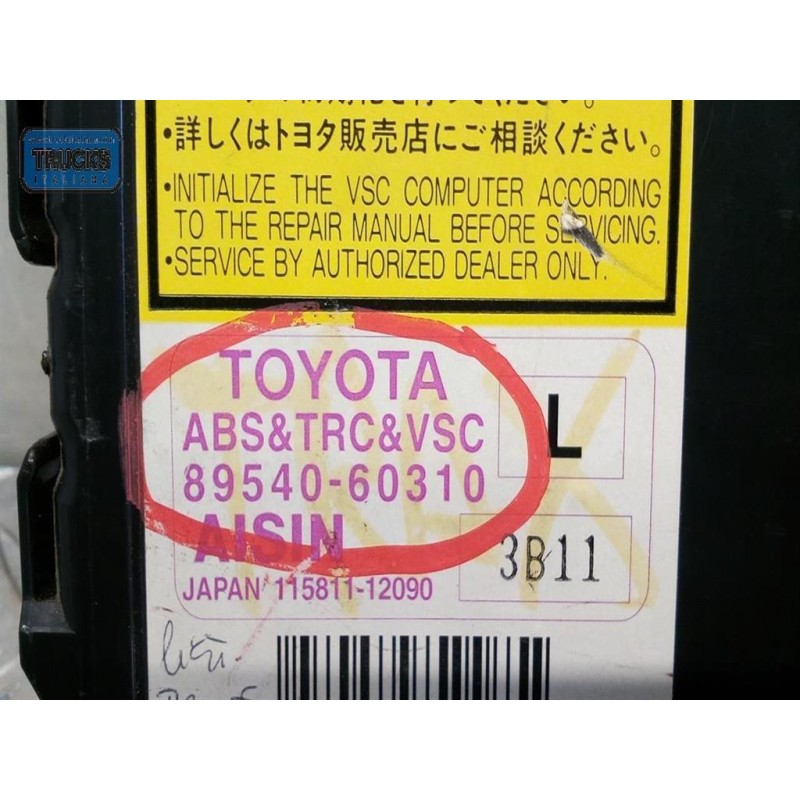 TRUCKS
ITALIANA
•詳しくはトヨタ販売店にご相談ください。
•INITIALIZE THE VSC COMPUTER ACCORDING
TO THE REPAIR MANUAL BEFORE SERVICING.
•SERVICE BY AUTHORIZED DEALER ONLY.
TOYOTA
ABS&TRC&VSC
L
89540-60310
AISIN
3B11
JAPAN 115811-12090